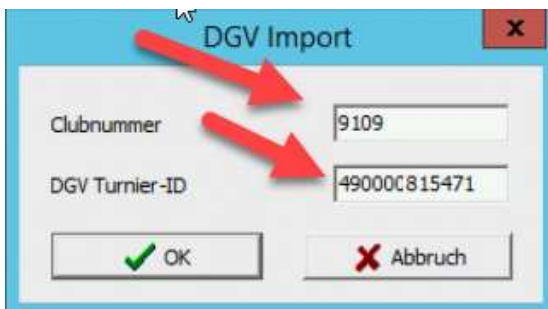 DGV Import
x
Clubnummer 9109
DGV Turnier-ID 490000815471
OK Abbruch